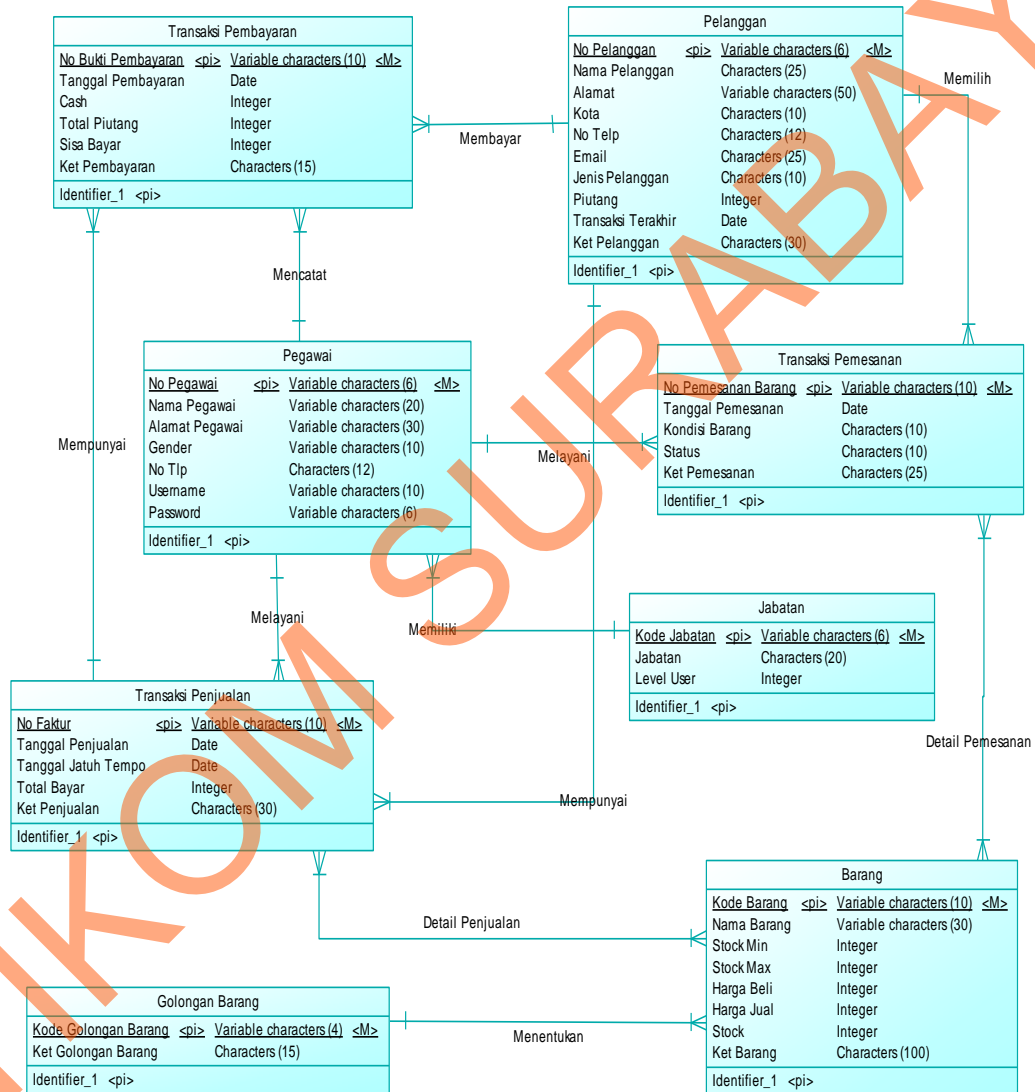 Transaksi Pembayaran
No Bukti Pembayaran <pi> Variable characters (10) <M>
Tanggal Pembayaran Date
Cash Integer
Total Piutang Integer
Sisa Bayar Integer
Ket Pembayaran Characters (15)
Identifier_1 <pi>
Pelanggan
No Pelanggan <pi> Variable characters (6) <M>
Nama Pelanggan Characters (25)
Alamat Variable characters (50)
Kota Characters (10)
No Telp Characters (12)
Email Characters (25)
Jenis Pelanggan Characters (10)
Piutang Integer
Transaksi Terakhir Date
Ket Pelanggan Characters (30)
Identifier_1 <pi>
Memilih
Membayar
Mencatat
Pegawai
No Pegawai <pi> Variable characters (6) <M>
Nama Pegawai Variable characters (20)
Alamat Pegawai Variable characters (30)
Gender Variable characters (10)
No Tlp Characters (12)
Username Variable characters (10)
Password Variable characters (6)
Identifier_1 <pi>
Transaksi Pemesanan
No Pemesanan Barang <pi> Variable characters (10) <M>
Tanggal Pemesanan Date
Kondisi Barang Characters (10)
Status Characters (10)
Ket Pemesanan Characters (25)
Identifier_1 <pi>
Mempunyai
Melayani
Melayani
Memiliki
Jabatan
Kode Jabatan <pi> Variable characters (6) <M>
Jabatan Characters (20)
Level User Integer
Identifier_1 <pi>
Transaksi Penjualan
No Faktur <pi> Variable characters (10) <M>
Tanggal Penjualan Date
Tanggal Jatuh Tempo Date
Total Bayar Integer
Ket Penjualan Characters (30)
Identifier_1 <pi>
Detail Pemesanan
Mempunyai
Barang
Kode Barang <pi> Variable characters (10) <M>
Nama Barang Variable characters (30)
Stock Min Integer
Stock Max Integer
Harga Beli Integer
Harga Jual Integer
Stock Integer
Ket Barang Characters (100)
Identifier_1 <pi>
Detail Penjualan
Golongan Barang
Kode Golongan Barang <pi> Variable characters (4) <M>
Ket Golongan Barang Characters (15)
Identifier_1 <pi>
Menentukan
IKOM SURABAY